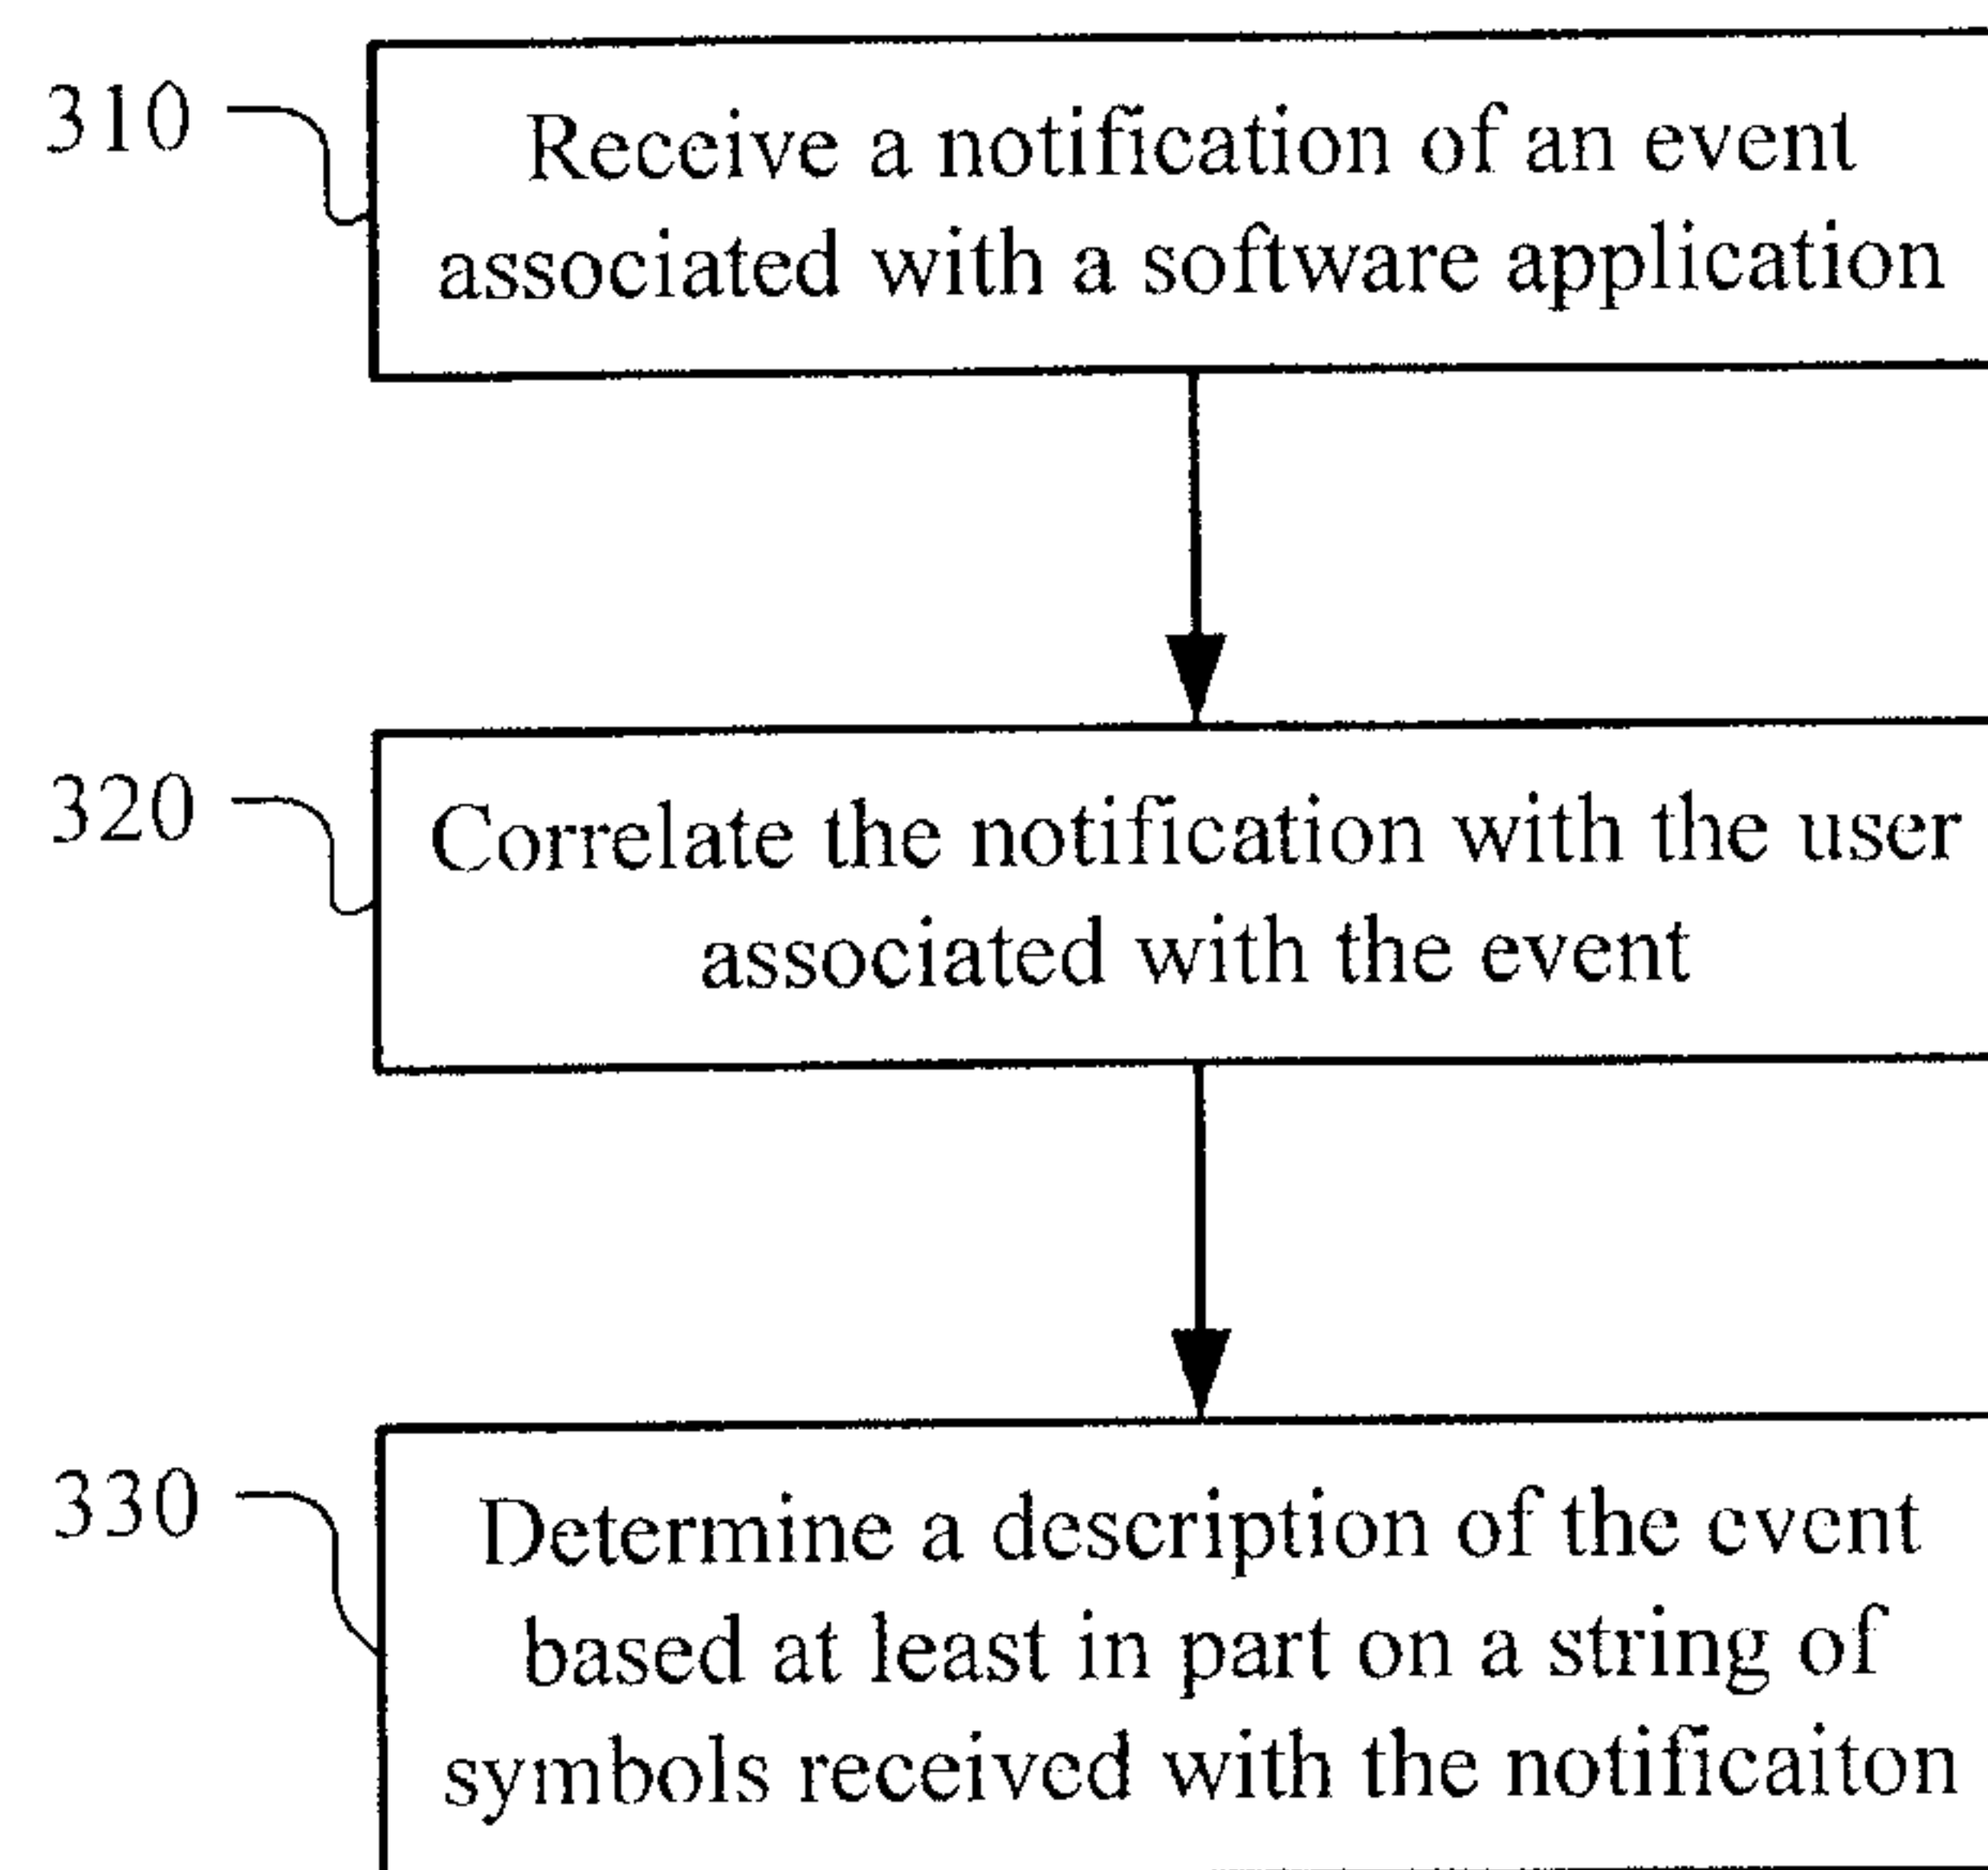 310
Receive a notification of an event
associated with a software application
320
Correlate the notification with the user
associated with the event
330
Determine a description of the event
based at least in part on a string of
symbols received with the notificaiton